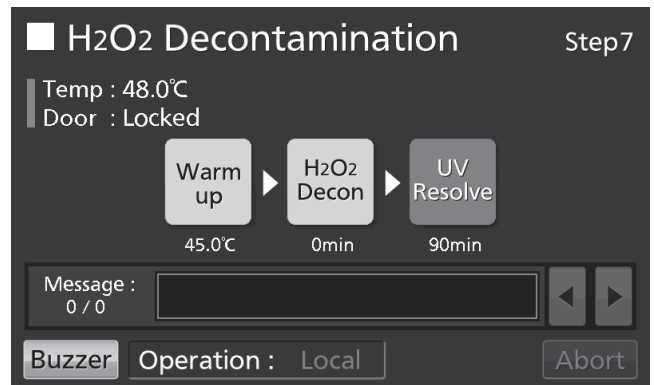 H2O2 Decontamination
Step7
Temp : 48.0℃
Door : Locked
Warm
up
H2O2
Decon
UV
Resolve
45.0℃
0min
90min
Message :
0 / 0
Buzzer
Operation : Local
Abort